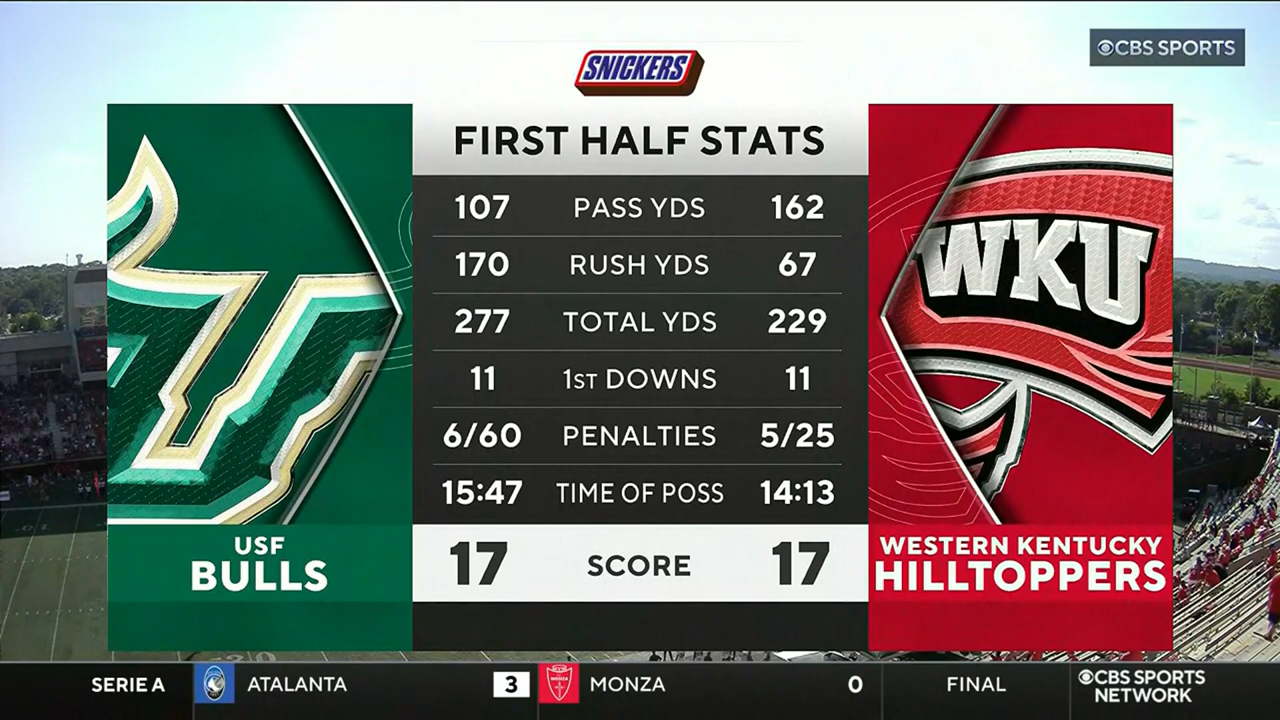 CBS SPORTS
SNICKERS
FIRST HALF STATS
107 PASS YDS 162
170 RUSH YDS 67
277 TOTAL YDS 229
11 1ST DOWNS 11
6/60 PENALTIES 5/25
15:47 TIME OF POSS 14:13
17 SCORE 17
USF
BULLS
WKU
WESTERN KENTUCKY
HILLTOPPERS
SERIE A ATALANTA 3 MONZA 0 FINAL CBS SPORTS
NETWORK